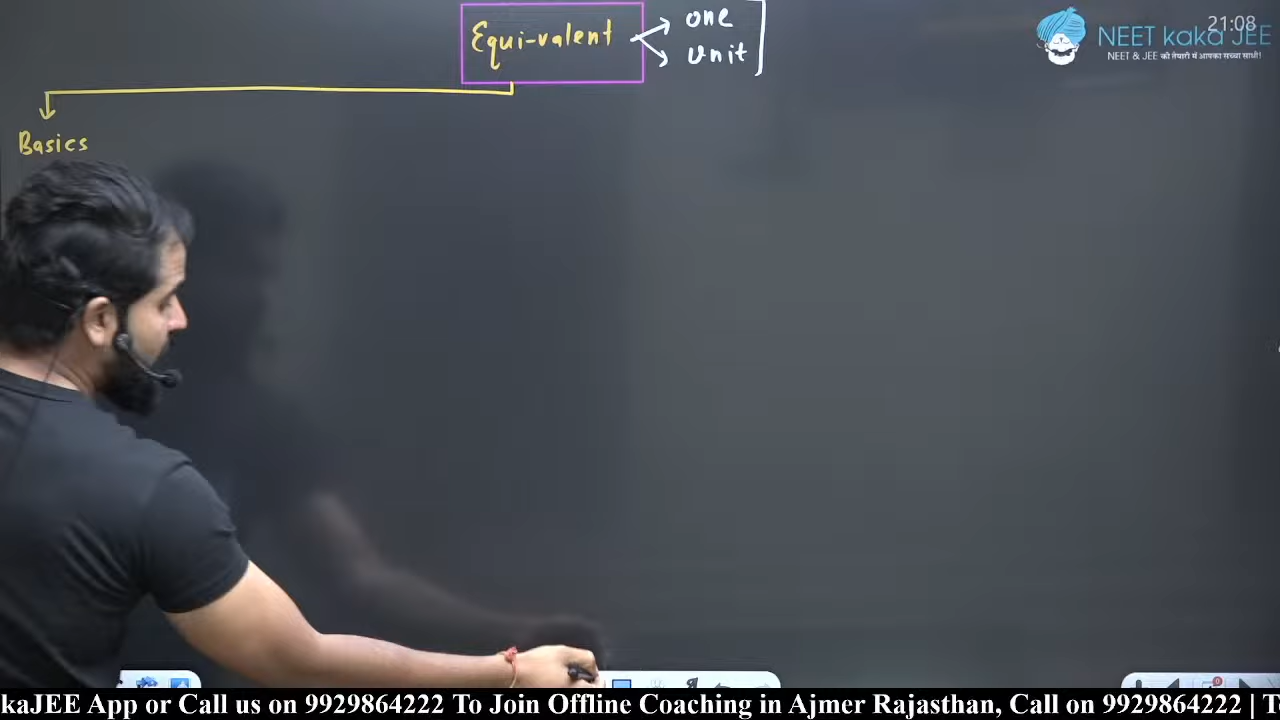 Equi-valent
one
unit
21:08
NEET kaka JEE
NEET & JEE की तैयारी में आपका सच्चा साथी!
Basics
kaJEE App or Call us on 9929864222 To Join Offline Coaching in Ajmer Rajasthan, Call on 9929864222 | T